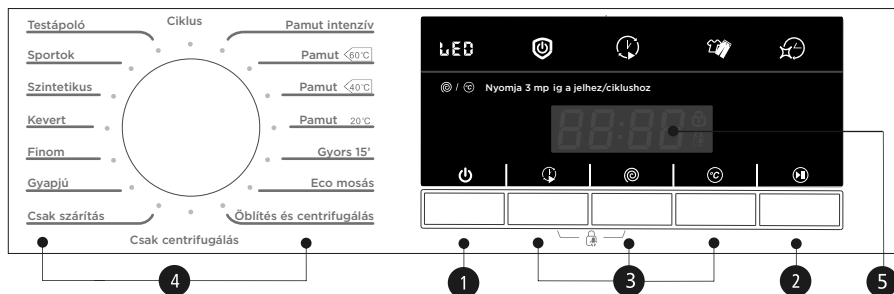 Ciklus
Testápoló
Sportok
Szintetikus
Kevert
Finom
Gyapjú
Csak szárítás
Pamut intenzív
Pamut 60℃
Pamut 40℃
Pamut 20℃
Gyors 15'
Eco mosás
Öblítés és centrifugálás
Csak centrifugálás
LED
@ / ℃ Nyomja 3 mp ig a jelhez/ciklushoz
88:80
℃
4
1
3
2
5